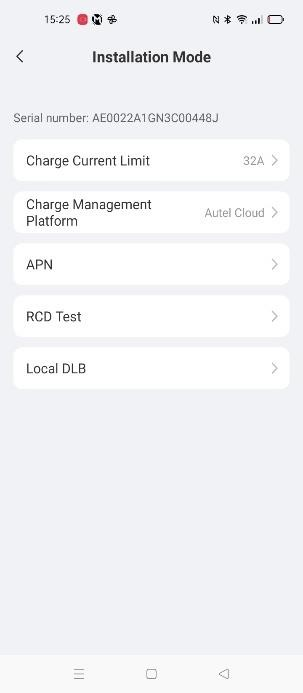 15:25
Installation Mode
Serial number: AE0022A1GN3C00448J
Charge Current Limit 32A
Charge Management
Platform Autel Cloud
APN
RCD Test
Local DLB